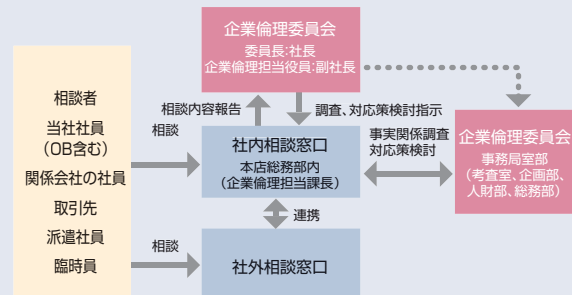 企業倫理委員会
委員長:社長
企業倫理担当役員:副社長
相談者
当社社員
（OB含む）
関係会社の社員
取引先
派遣社員
臨時員
相談
相談内容報告
調査、対応策検討指示
社内相談窓口
本店総務部内
（企業倫理担当課長）
事実関係調査
対応策検討
企業倫理委員会
事務局室部
（考査室、企画部、
人財部、総務部）
連携
相談
社外相談窓口